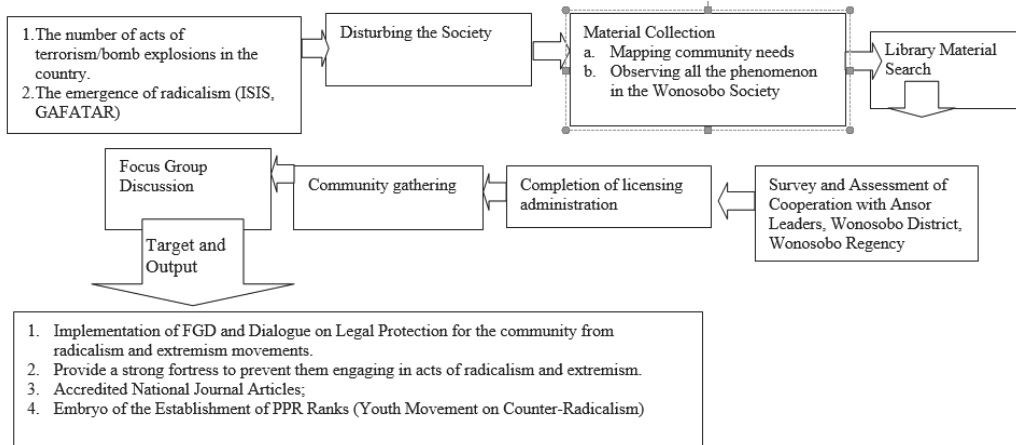 1.The number of acts of
terrorism/bomb explosions in the
country.
2.The emergence of radicalism (ISIS,
GAFATAR)
Disturbing the Society
Material Collection
a. Mapping community needs
b. Observing all the phenomenon
in the Wonosobo Society
Library Material
Search
Survey and Assessment of
Cooperation with Ansor
Leaders, Wonosobo District,
Wonosobo Regency
Completion of licensing
administration
Community gathering
Focus Group
Discussion
Target and
Output
1. Implementation of FGD and Dialogue on Legal Protection for the community from
radicalism and extremism movements.
2. Provide a strong fortress to prevent them engaging in acts of radicalism and extremism.
3. Accredited National Journal Articles;
4. Embryo of the Establishment of PPR Ranks (Youth Movement on Counter-Radicalism)